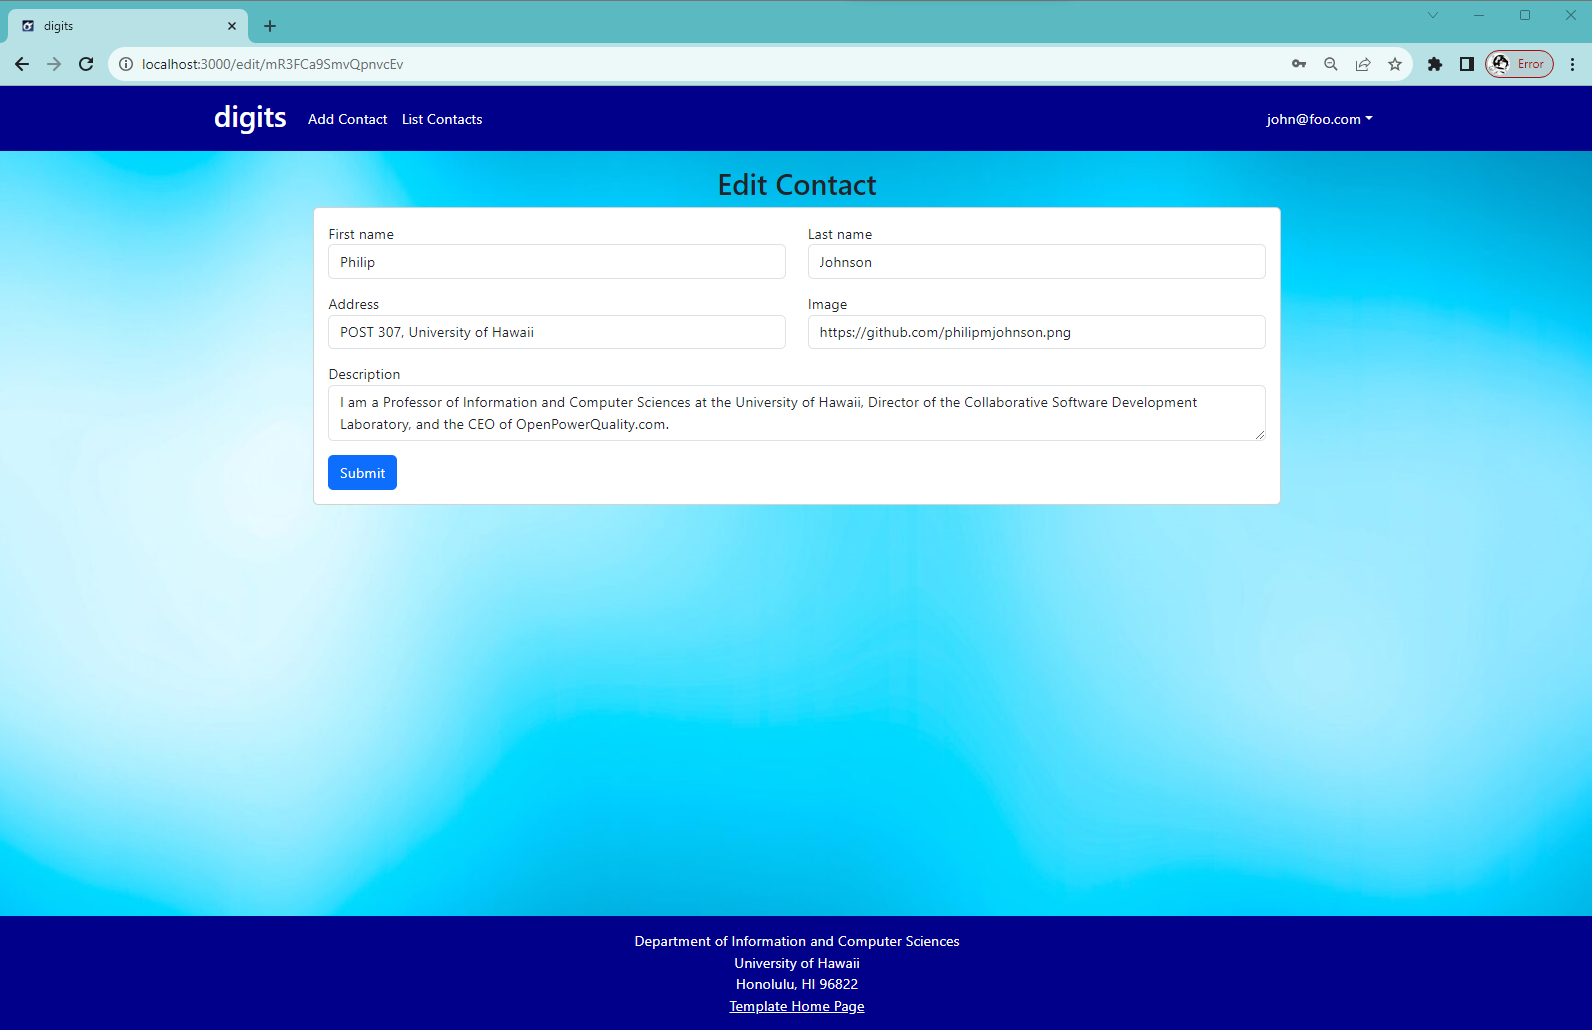 digits
localhost:3000/edit/mR3FCa9SmvQpnvcEv
Error
digits Add Contact List Contacts john@foo.com
Edit Contact
First name Last name
Philip Johnson
Address Image
POST 307, University of Hawaii https://github.com/philipmjohnson.png
Description
I am a Professor of Information and Computer Sciences at the University of Hawaii, Director of the Collaborative Software Development
Laboratory, and the CEO of OpenPowerQuality.com.
Submit
Department of Information and Computer Sciences
University of Hawaii
Honolulu, HI 96822
Template Home Page